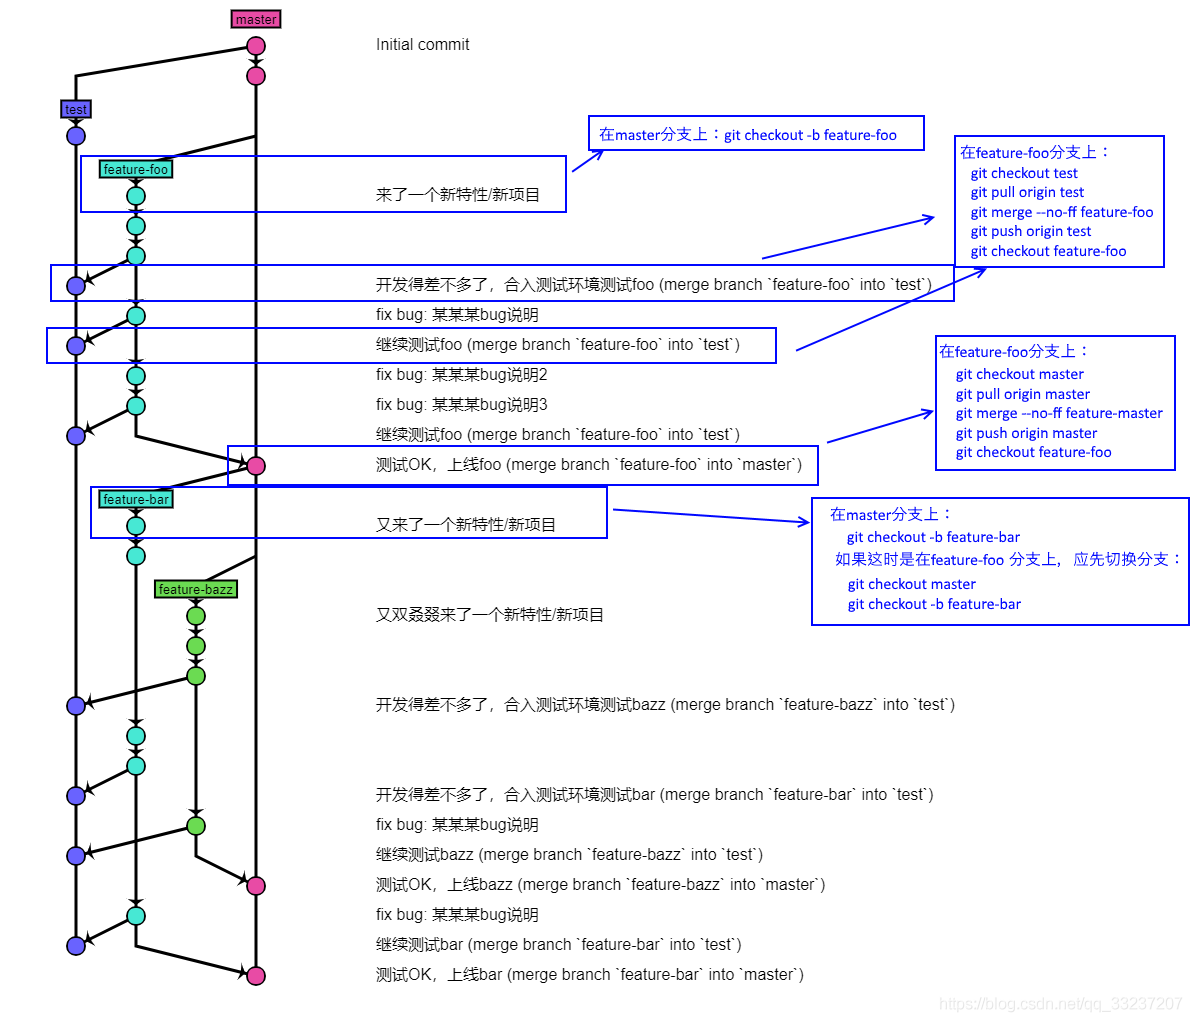 master
Initial commit
test
在master分支上：git checkout -b feature-foo
feature-foo
来了一个新特性/新项目
在feature-foo分支上：
git checkout test
git pull origin test
git merge --no-ff feature-foo
git push origin test
git checkout feature-foo
开发得差不多了，合入测试环境测试foo (merge branch `feature-foo` into `test`)
fix bug: 某某某bug说明
继续测试foo (merge branch `feature-foo` into `test`)
fix bug: 某某某bug说明2
fix bug: 某某某bug说明3
继续测试foo (merge branch `feature-foo` into `test`)
在feature-foo分支上：
git checkout master
git pull origin master
git merge --no-ff feature-master
git push origin master
git checkout feature-foo
测试OK，上线foo (merge branch `feature-foo` into `master`)
feature-bar
又来了一个新特性/新项目
在master分支上：
git checkout -b feature-bar
如果这时是在feature-foo 分支上，应先切换分支：
git checkout master
git checkout -b feature-bar
feature-bazz
又双叒叕来了一个新特性/新项目
开发得差不多了，合入测试环境测试bazz (merge branch `feature-bazz` into `test`)
开发得差不多了，合入测试环境测试bar (merge branch `feature-bar` into `test`)
fix bug: 某某某bug说明
继续测试bazz (merge branch `feature-bazz` into `test`)
测试OK，上线bazz (merge branch `feature-bazz` into `master`)
fix bug: 某某某bug说明
继续测试bar (merge branch `feature-bar` into `test`)
测试OK，上线bar (merge branch `feature-bar` into `master`)
https://blog.csdn.net/qq_33237207